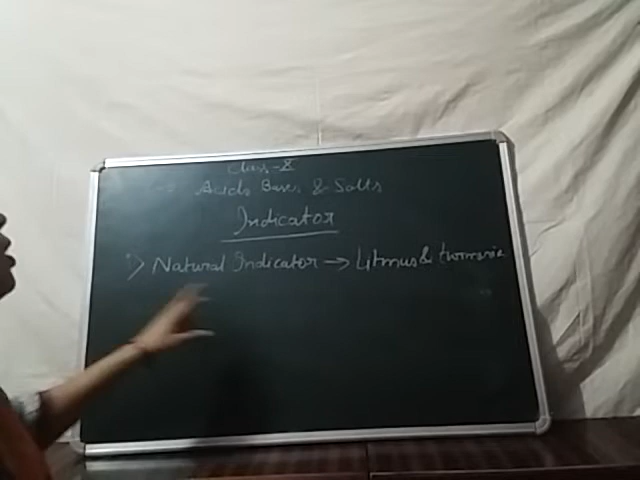 Class-X
Acids Bases & Salts
Indicator
i> Natural Indicator → Litmus & turmeric